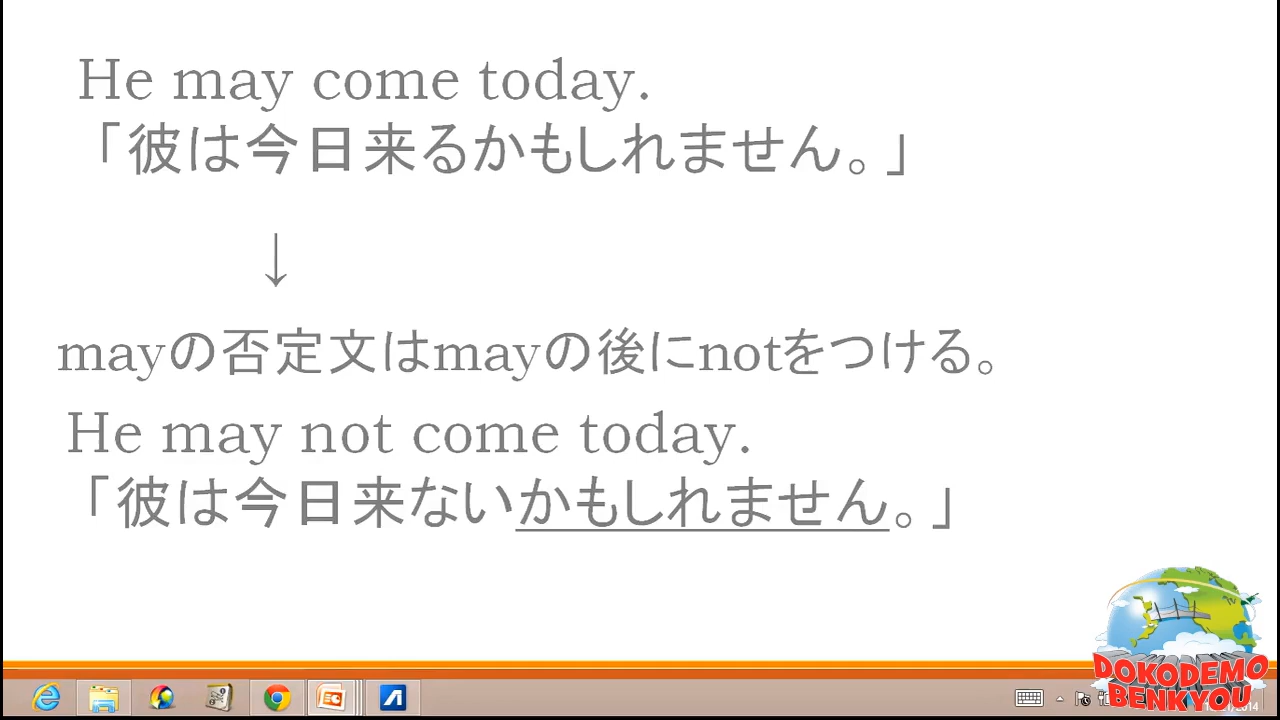 He may come today.
「彼は今日来るかもしれません。」
↓
mayの否定文はmayの後にnotをつける。
He may not come today.
「彼は今日来ないかもしれません。」
DOKODEMO
BENKYOU